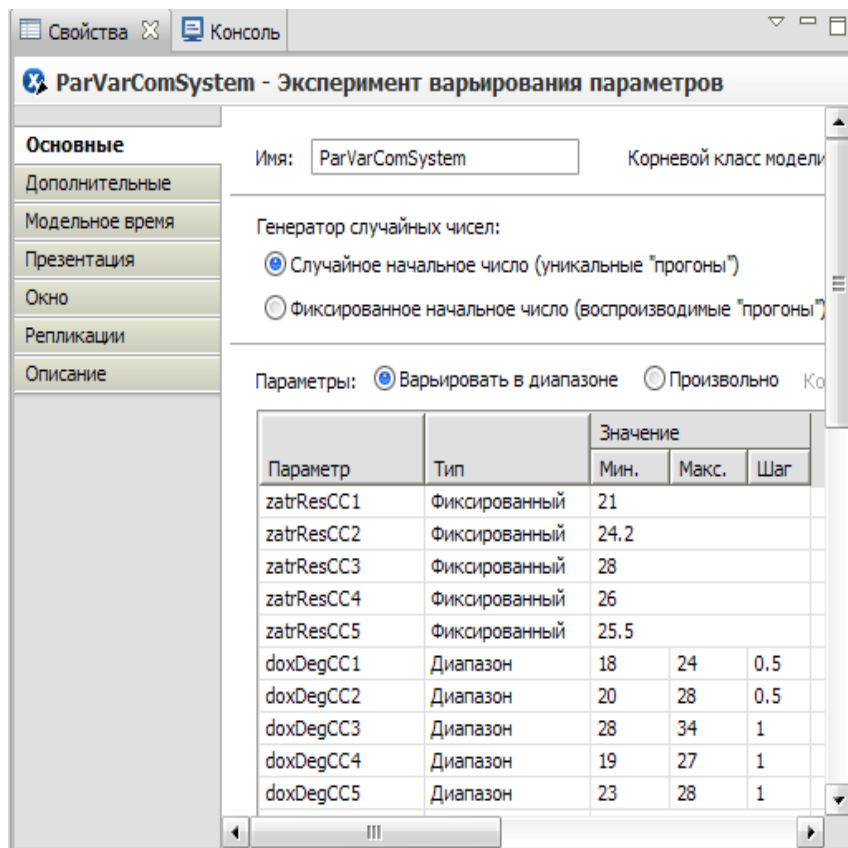 Свойства Консоль
ParVarComSystem - Эксперимент варьирования параметров
Основные
Дополнительные
Модельное время
Презентация
Окно
Репликации
Описание
Имя: ParVarComSystem Корневой класс модели
Генератор случайных чисел:
Случайное начальное число (уникальные "прогоны")
Фиксированное начальное число (воспроизводимые "прогоны")
Параметры: Варьировать в диапазоне Произвольно Ко
Значение
Параметр Тип Мин. Макс. Шаг
zatrResCC1 Фиксированный 21
zatrResCC2 Фиксированный 24.2
zatrResCC3 Фиксированный 28
zatrResCC4 Фиксированный 26
zatrResCC5 Фиксированный 25.5
doxDegCC1 Диапазон 18 24 0.5
doxDegCC2 Диапазон 20 28 0.5
doxDegCC3 Диапазон 28 34 1
doxDegCC4 Диапазон 19 27 1
doxDegCC5 Диапазон 23 28 1